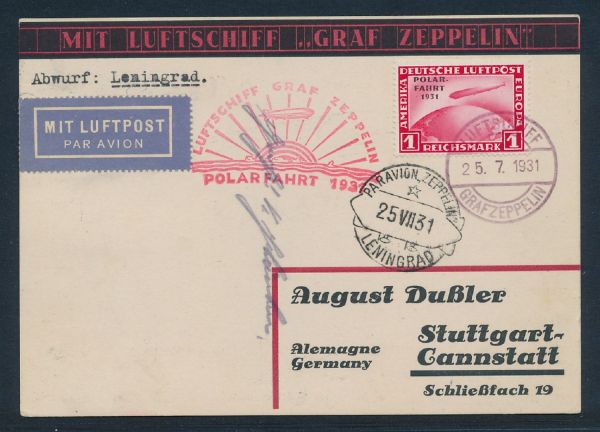 MIT LUFTSCHIFF „GRAF ZEPPELIN”
Abwurf: Leningrad.
MIT LUFTPOST
PAR AVION
LUFTSCHIFF GRAF ZEPPELIN
POLARFAHRT 1931
DEUTSCHE LUFTPOST
POLAR-
FAHRT
1931
AMERIKA
EUROPA
1 REICHSMARK 1
LUFTSCHIFF
25. 7. 1931
GRAF ZEPPELIN
PAR AVION „ZEPPELIN”
25 VII 31
LENINGRAD
August Dußler
Stuttgart-
Cannstatt
Alemagne
Germany
Schließfach 19